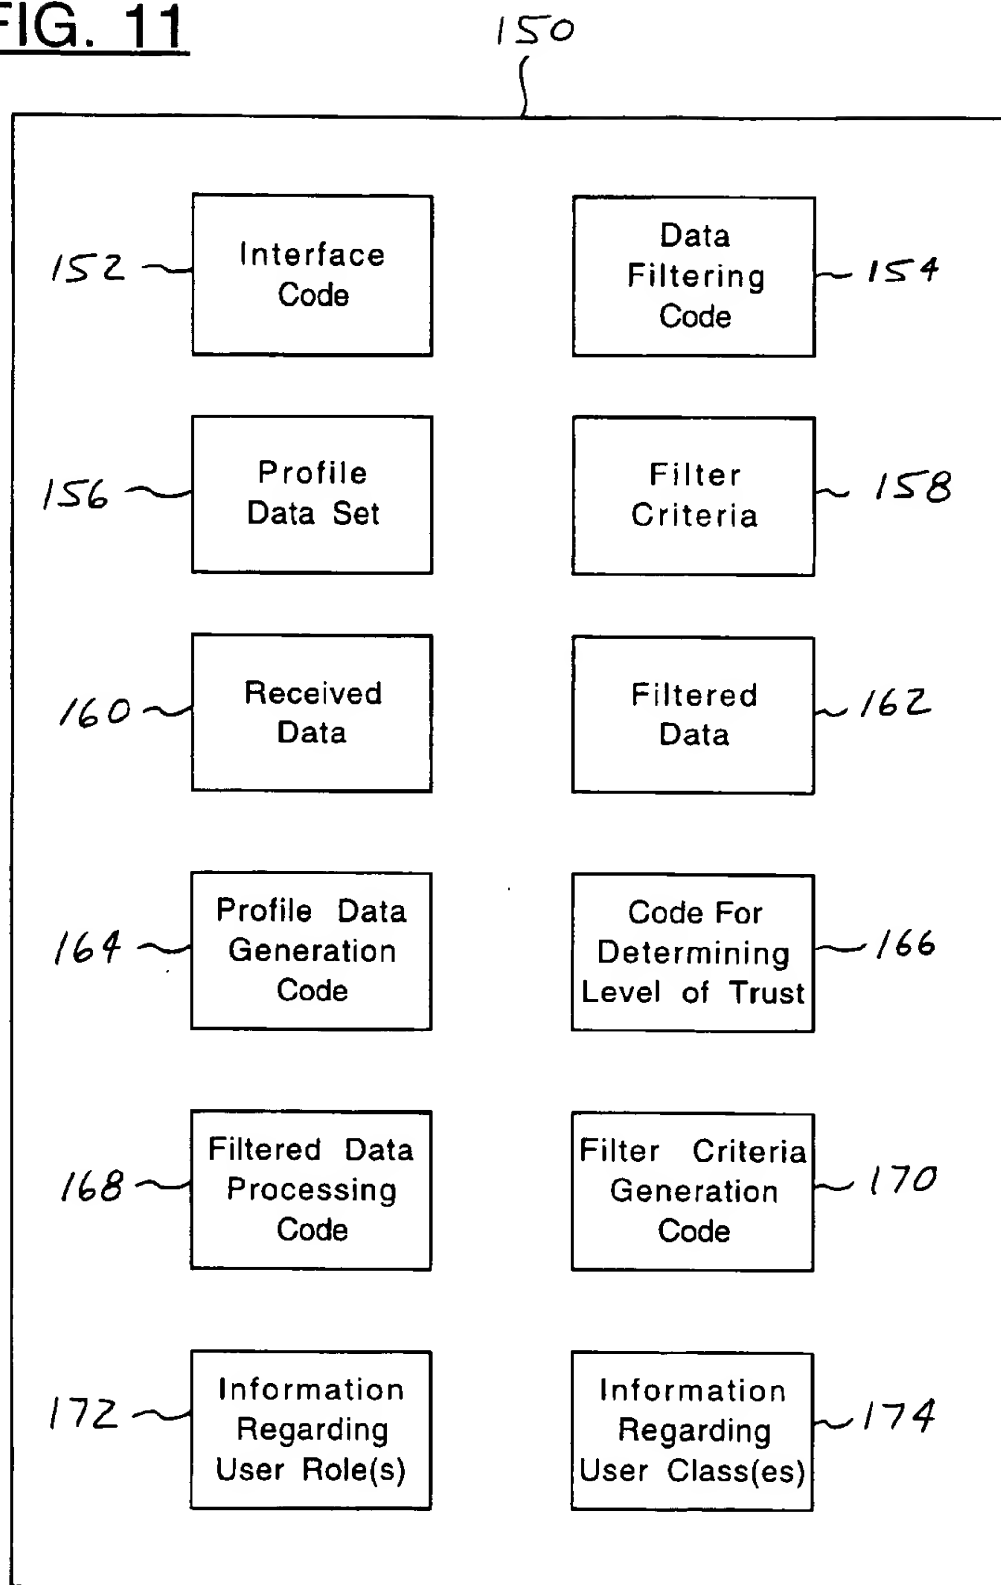 FIG. 11
150
152
Interface
Code
Data
Filtering
Code
154
156
Profile
Data Set
Filter
Criteria
158
160
Received
Data
Filtered
Data
162
164
Profile Data
Generation
Code
Code For
Determining
Level of Trust
166
168
Filtered Data
Processing
Code
Filter Criteria
Generation
Code
170
172
Information
Regarding
User Role(s)
Information
Regarding
User Class(es)
174